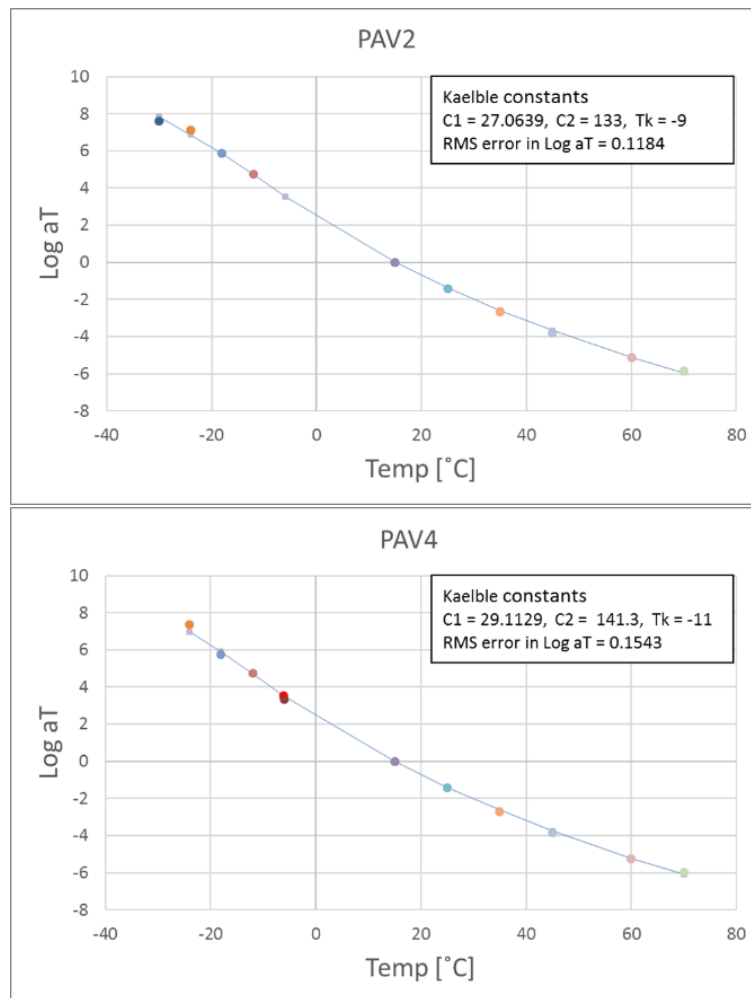 PAV2
Kaelble constants
C1 = 27.0639, C2 = 133, Tk = -9
RMS error in Log aT = 0.1184
10
8
6
4
2
0
-2
-4
-6
-8
Log aT
-40 -20 0 20 40 60 80
Temp [˚C]
PAV4
Kaelble constants
C1 = 29.1129, C2 = 141.3, Tk = -11
RMS error in Log aT = 0.1543
10
8
6
4
2
0
-2
-4
-6
-8
Log aT
-40 -20 0 20 40 60 80
Temp [˚C]